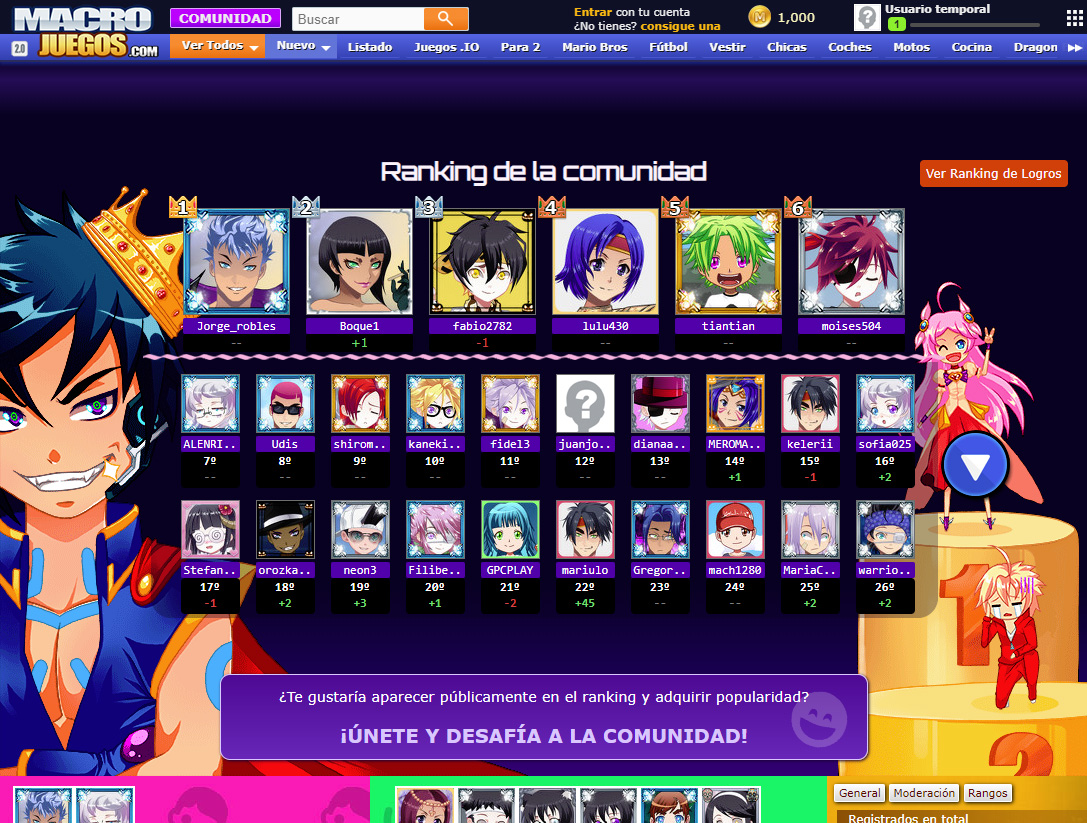 MACRO
JUEGOS.COM
2.0
COMUNIDAD
Buscar
Entrar con tu cuenta
¿No tienes? consigue una
M
1,000
?
Usuario temporal
1
Ver Todos
Nuevo
Listado
Juegos .IO
Para 2
Mario Bros
Fútbol
Vestir
Chicas
Coches
Motos
Cocina
Dragon
Ranking de la comunidad
Ver Ranking de Logros
1
2
3
4
5
6
Jorge_robles
Boque1
fabio2782
lulu430
tiantian
moises504
--
+1
-1
--
--
--
?
ALENRI..
Udis
shirom..
kaneki..
fide13
juanjo..
dianaa..
MEROMA..
kelerii
sofia025
7º
8º
9º
10º
11º
12º
13º
14º
15º
16º
--
--
--
--
--
--
--
+1
-1
+2
Stefan..
orozka..
neon3
Filibe..
GPCPLAY
mariulo
Gregor..
mach1280
MariaC..
warrio..
17º
18º
19º
20º
21º
22º
23º
24º
25º
26º
-1
+2
+3
+1
-2
+45
--
--
+2
+2
1
2
¿Te gustaría aparecer públicamente en el ranking y adquirir popularidad?
¡ÚNETE Y DESAFÍA A LA COMUNIDAD!
General
Moderación
Rangos
Registrados en total